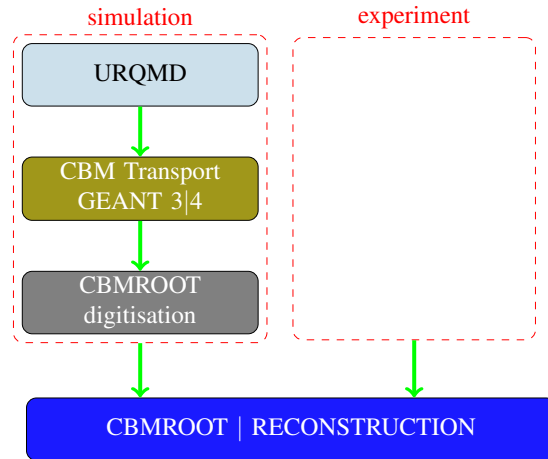 simulation
experiment
URQMD
CBM Transport
GEANT 3|4
CBMROOT
digitisation
CBMROOT | RECONSTRUCTION